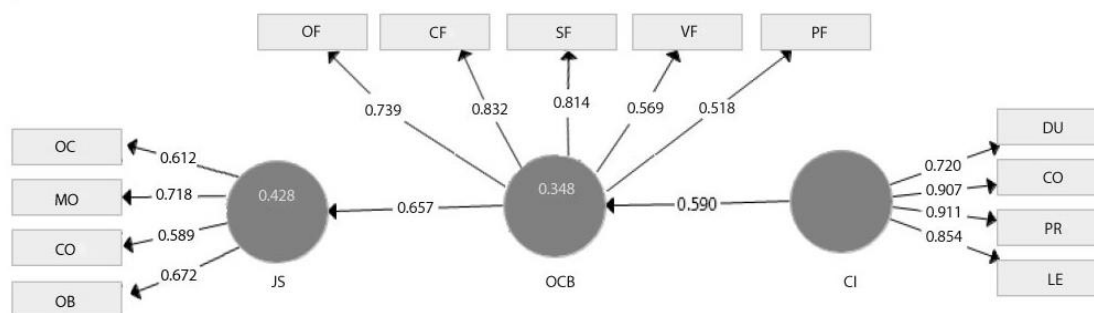 OF CF SF VF PF
0.739 0.832 0.814 0.569 0.518
OC
MO
CO
OB
0.612
0.718
0.589
0.672
0.428
JS
0.657
0.348
OCB
0.590
CI
0.720
0.907
0.911
0.854
DU
CO
PR
LE